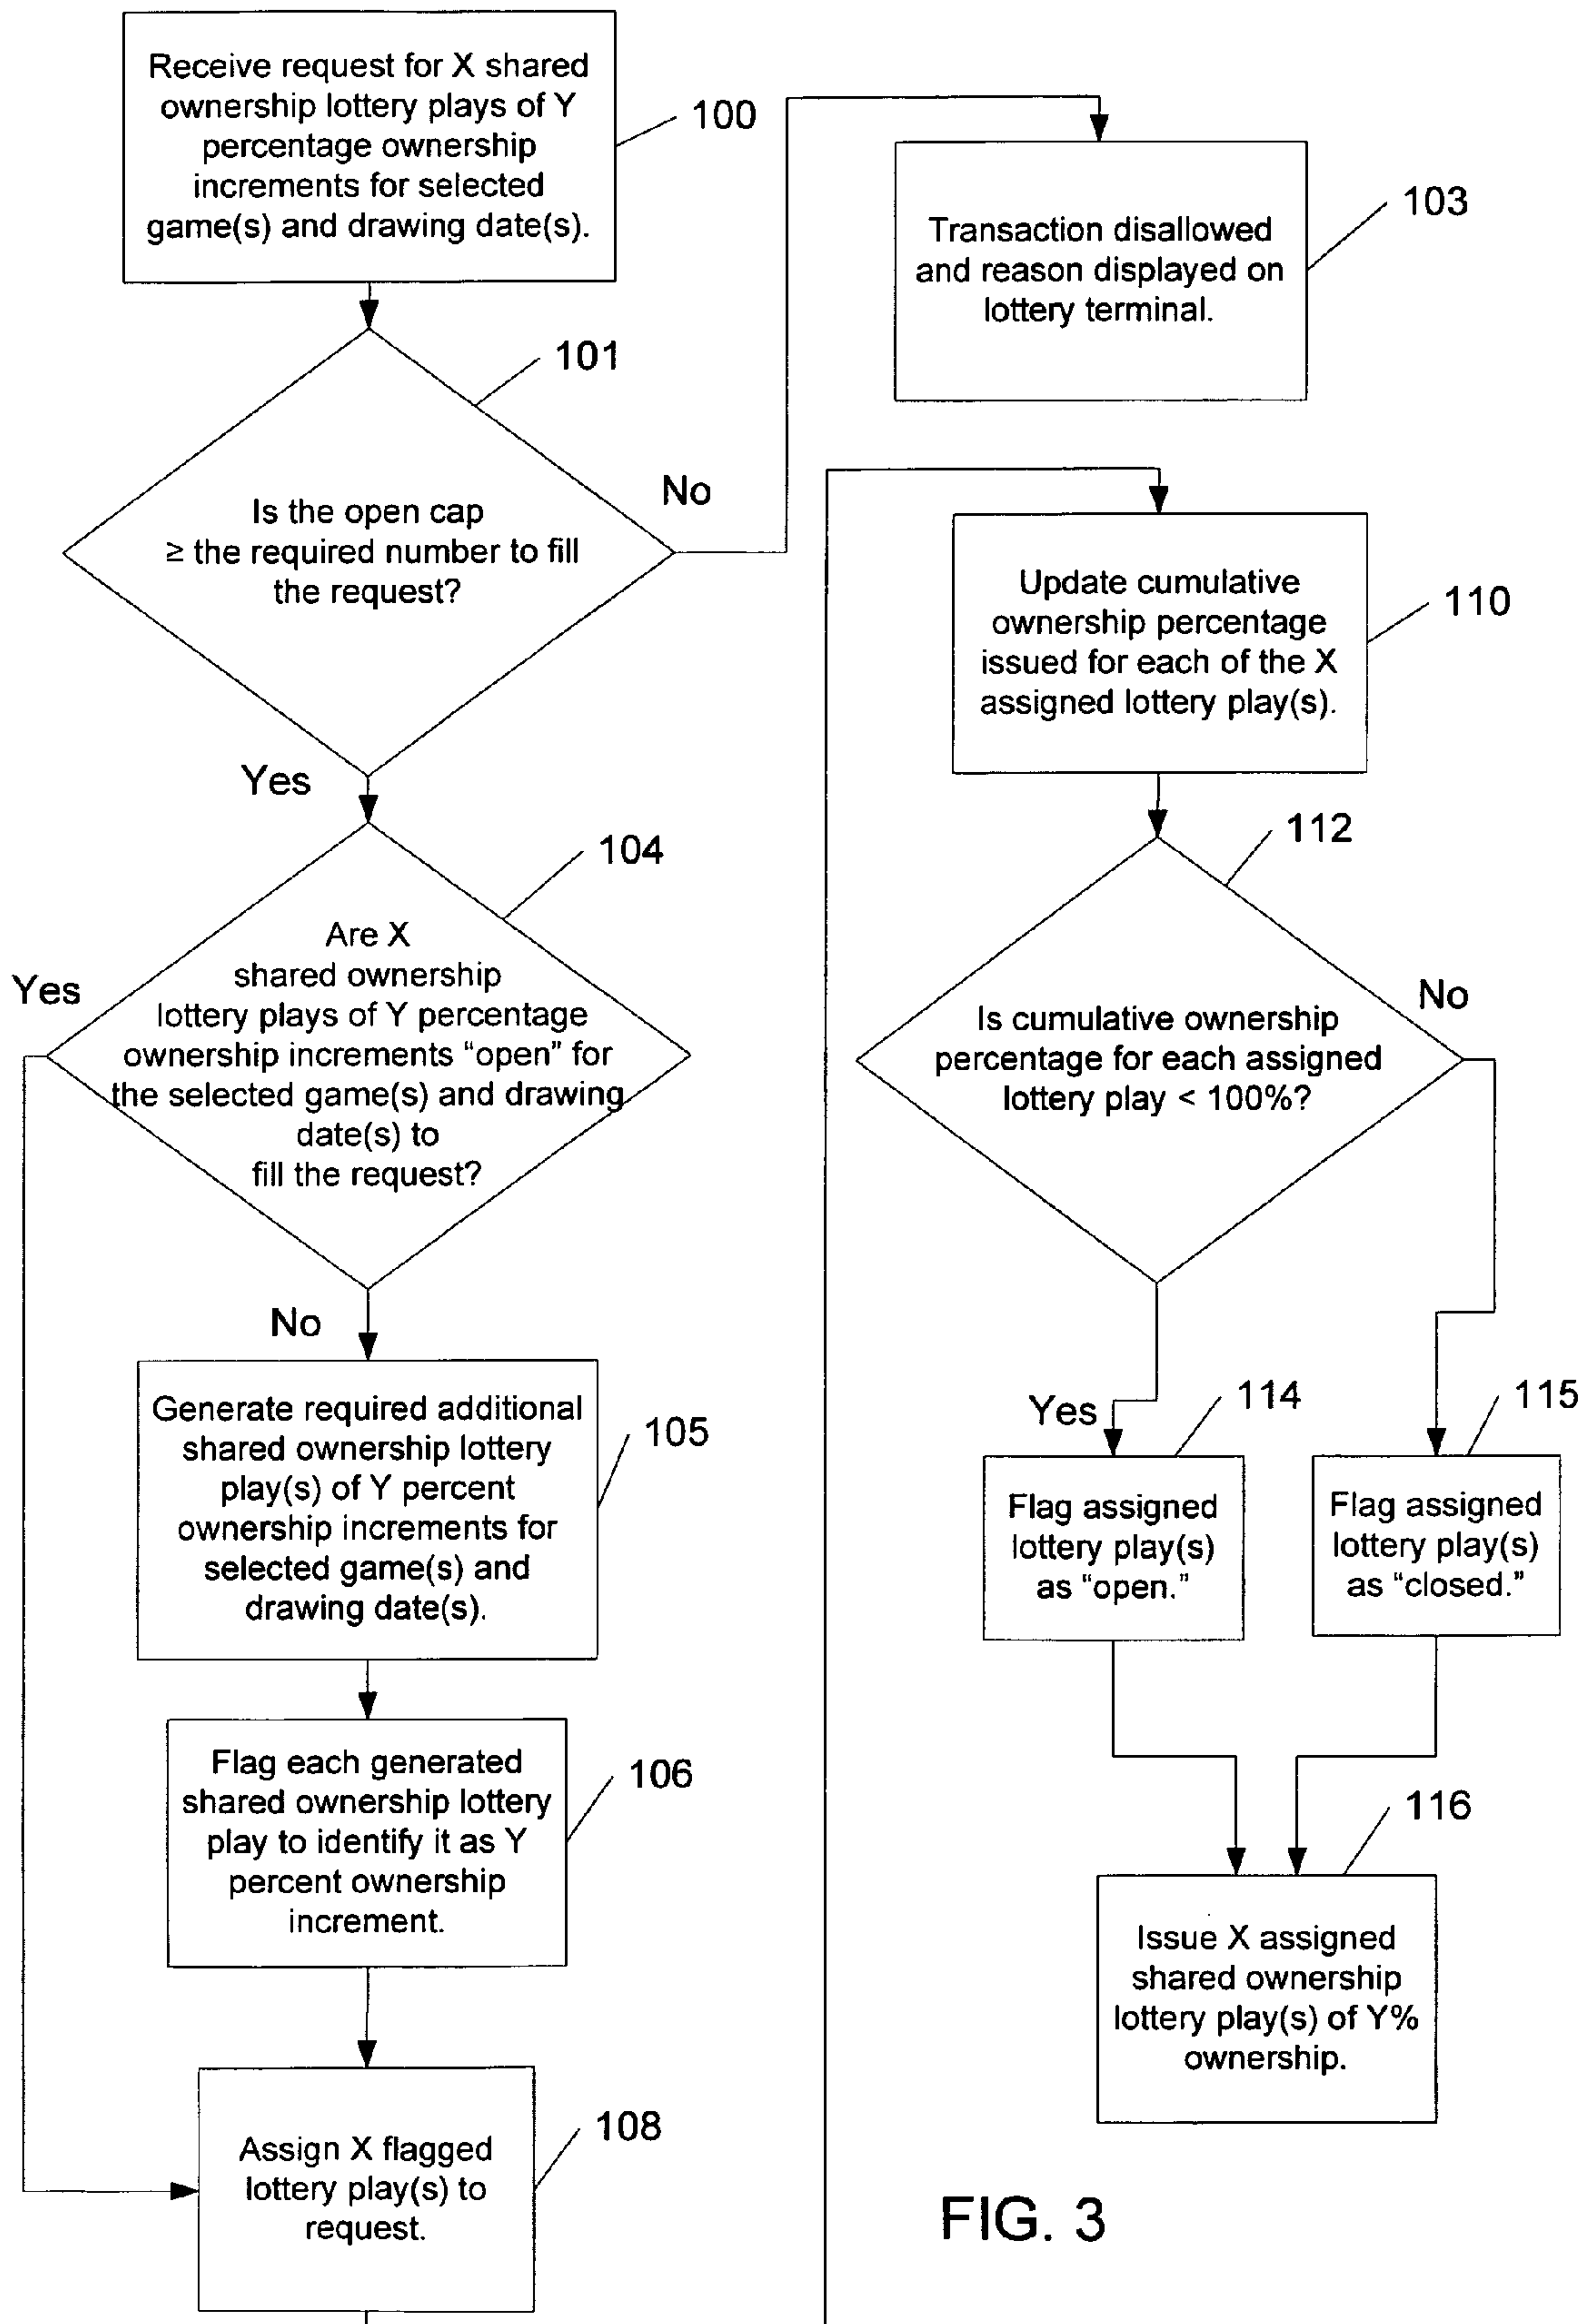 Receive request for X shared
ownership lottery plays of Y
percentage ownership
increments for selected
game(s) and drawing date(s).
100
Transaction disallowed
and reason displayed on
lottery terminal.
103
101
Is the open cap
≥ the required number to fill
the request?
No
Yes
104
Are X
shared ownership
lottery plays of Y percentage
ownership increments “open” for
the selected game(s) and drawing
date(s) to
fill the request?
Yes
No
Generate required additional
shared ownership lottery
play(s) of Y percent
ownership increments for
selected game(s) and
drawing date(s).
105
Flag each generated
shared ownership lottery
play to identify it as Y
percent ownership
increment.
106
Assign X flagged
lottery play(s) to
request.
108
Update cumulative
ownership percentage
issued for each of the X
assigned lottery play(s).
110
112
Is cumulative ownership
percentage for each assigned
lottery play < 100%?
No
Yes
114
Flag assigned
lottery play(s)
as “open.”
115
Flag assigned
lottery play(s)
as “closed.”
116
Issue X assigned
shared ownership
lottery play(s) of Y%
ownership.
FIG. 3